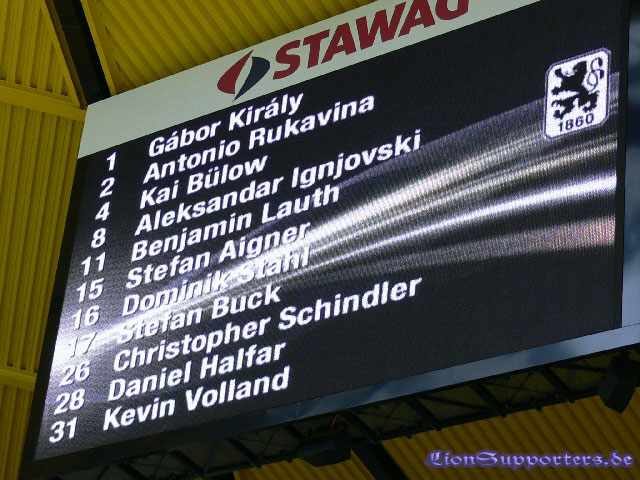 STAWAG
1 Gábor Király
2 Antonio Rukavina
4 Kai Bülow
8 Aleksandar Ignjovski
11 Benjamin Lauth
15 Stefan Aigner
16 Dominik Stahl
17 Stefan Buck
26 Christopher Schindler
28 Daniel Halfar
31 Kevin Volland
1860
LionSupporters.de